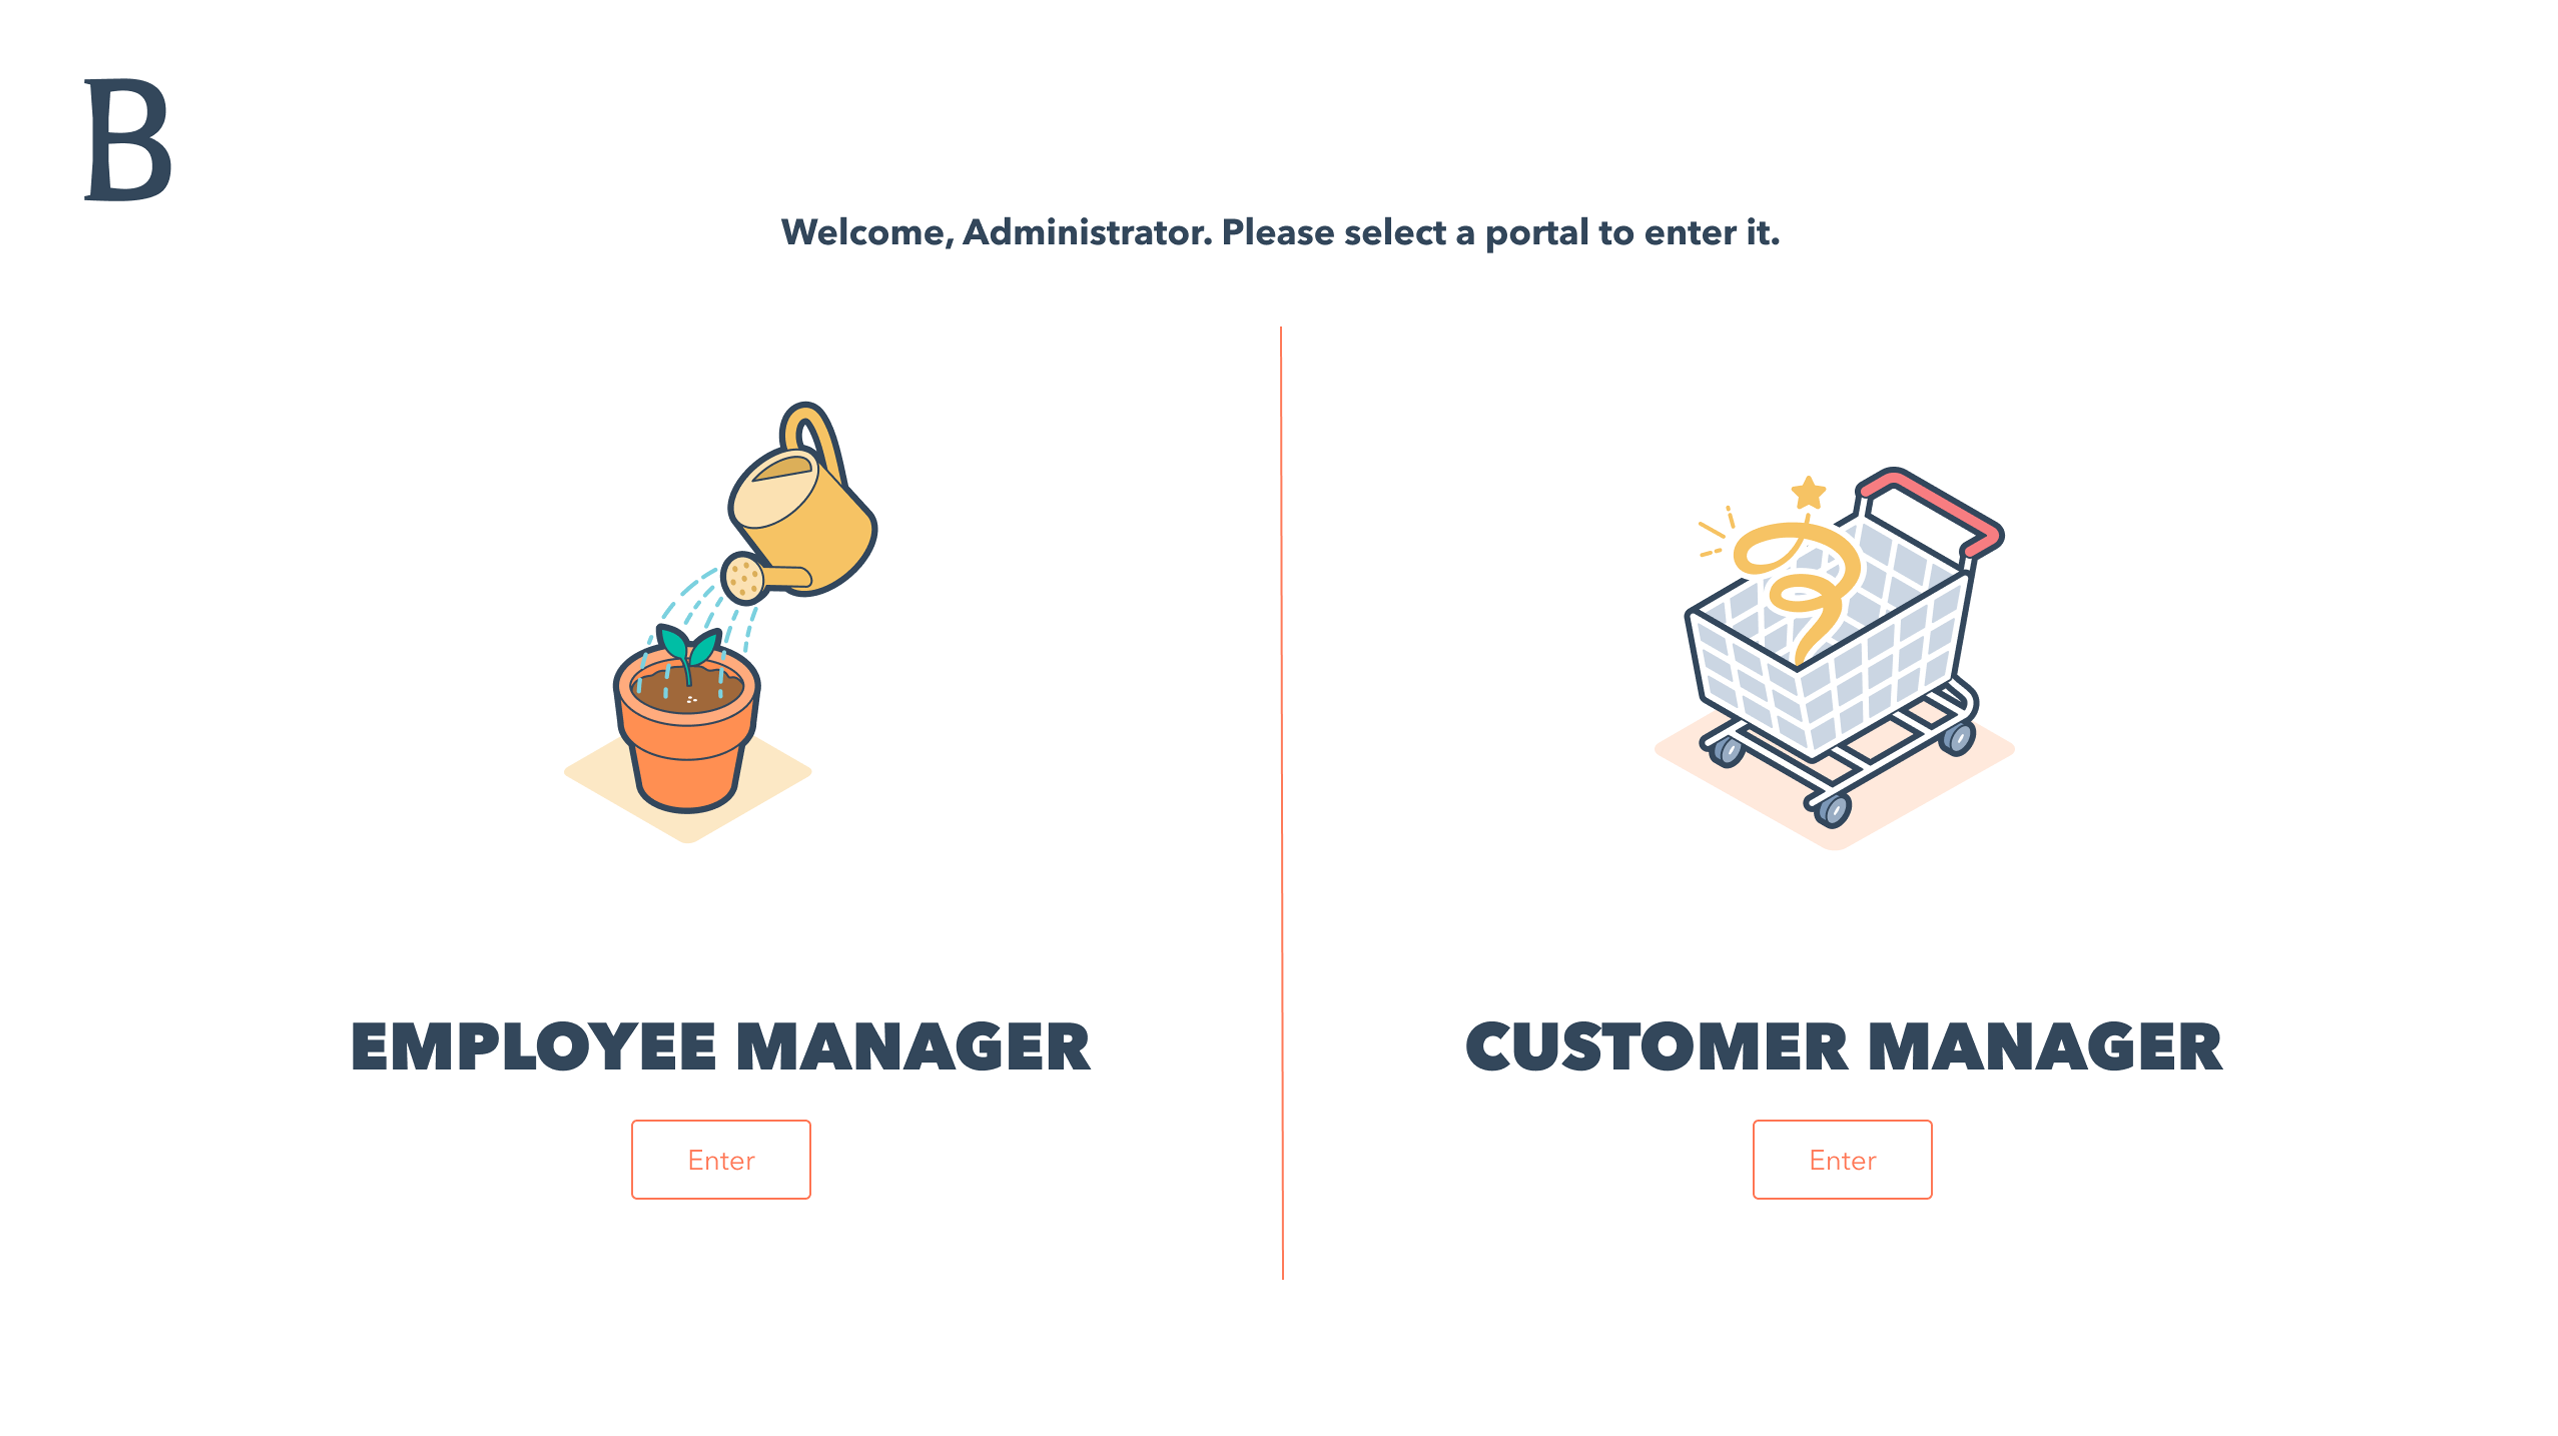 B
Welcome, Administrator. Please select a portal to enter it.
EMPLOYEE MANAGER
Enter
CUSTOMER MANAGER
Enter